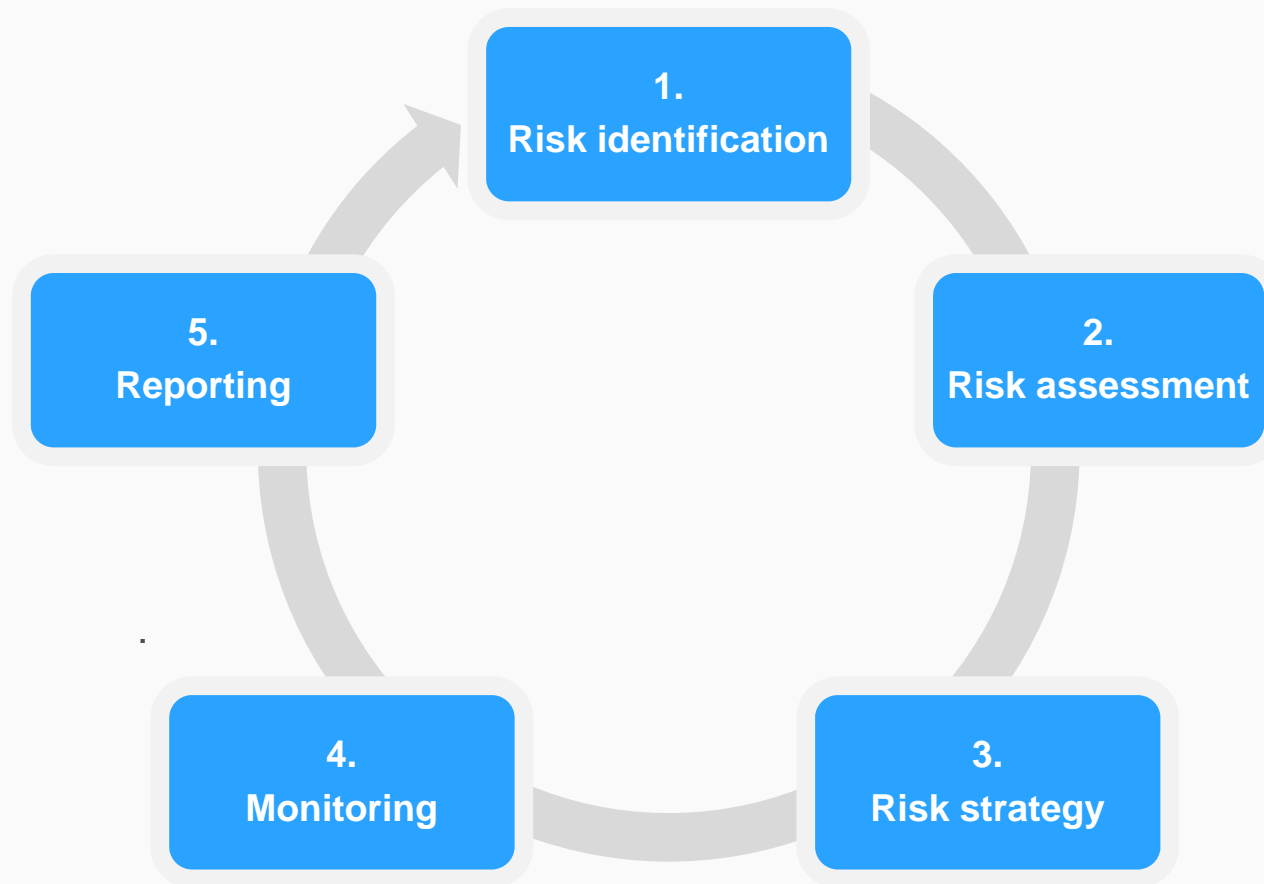 1.
Risk identification
2.
Risk assessment
3.
Risk strategy
4.
Monitoring
5.
Reporting
.